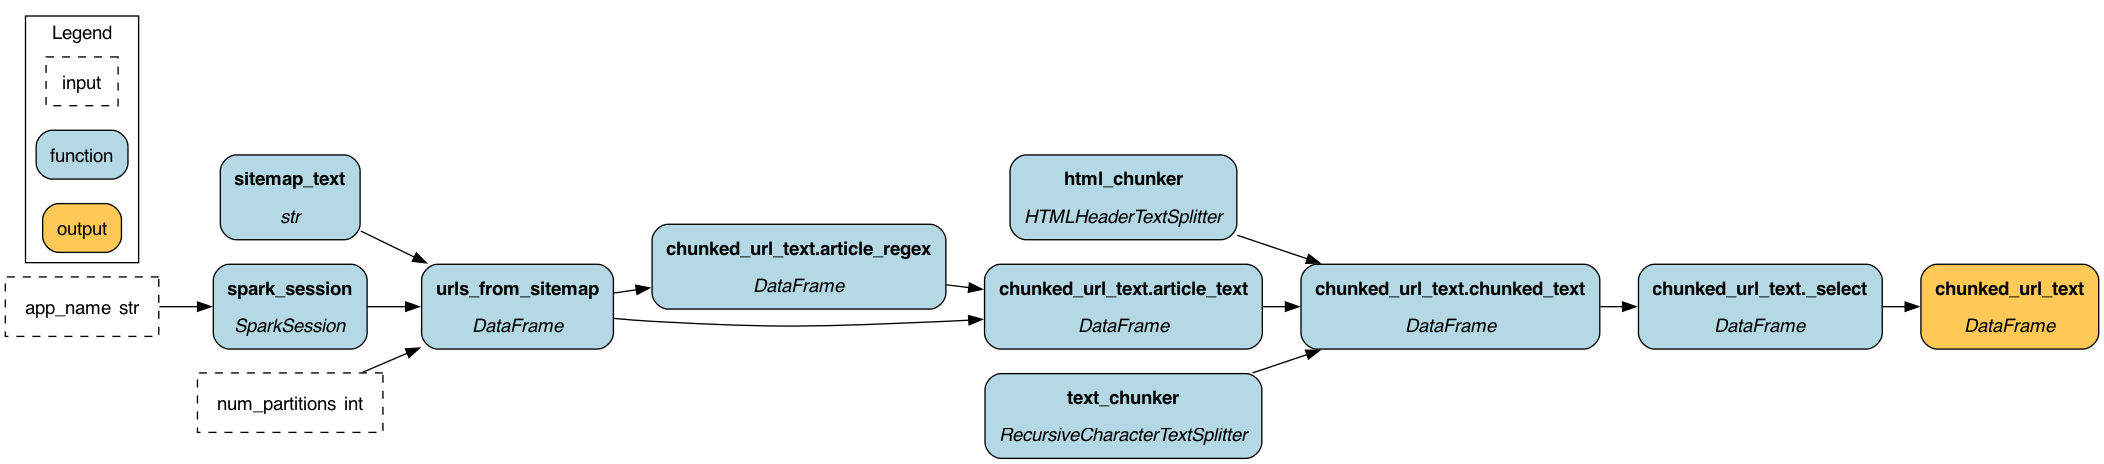 Legend
input
function
output
app_name str
sitemap_text
str
spark_session
SparkSession
num_partitions int
urls_from_sitemap
DataFrame
chunked_url_text.article_regex
DataFrame
chunked_url_text.article_text
DataFrame
html_chunker
HTMLHeaderTextSplitter
text_chunker
RecursiveCharacterTextSplitter
chunked_url_text.chunked_text
DataFrame
chunked_url_text._select
DataFrame
chunked_url_text
DataFrame